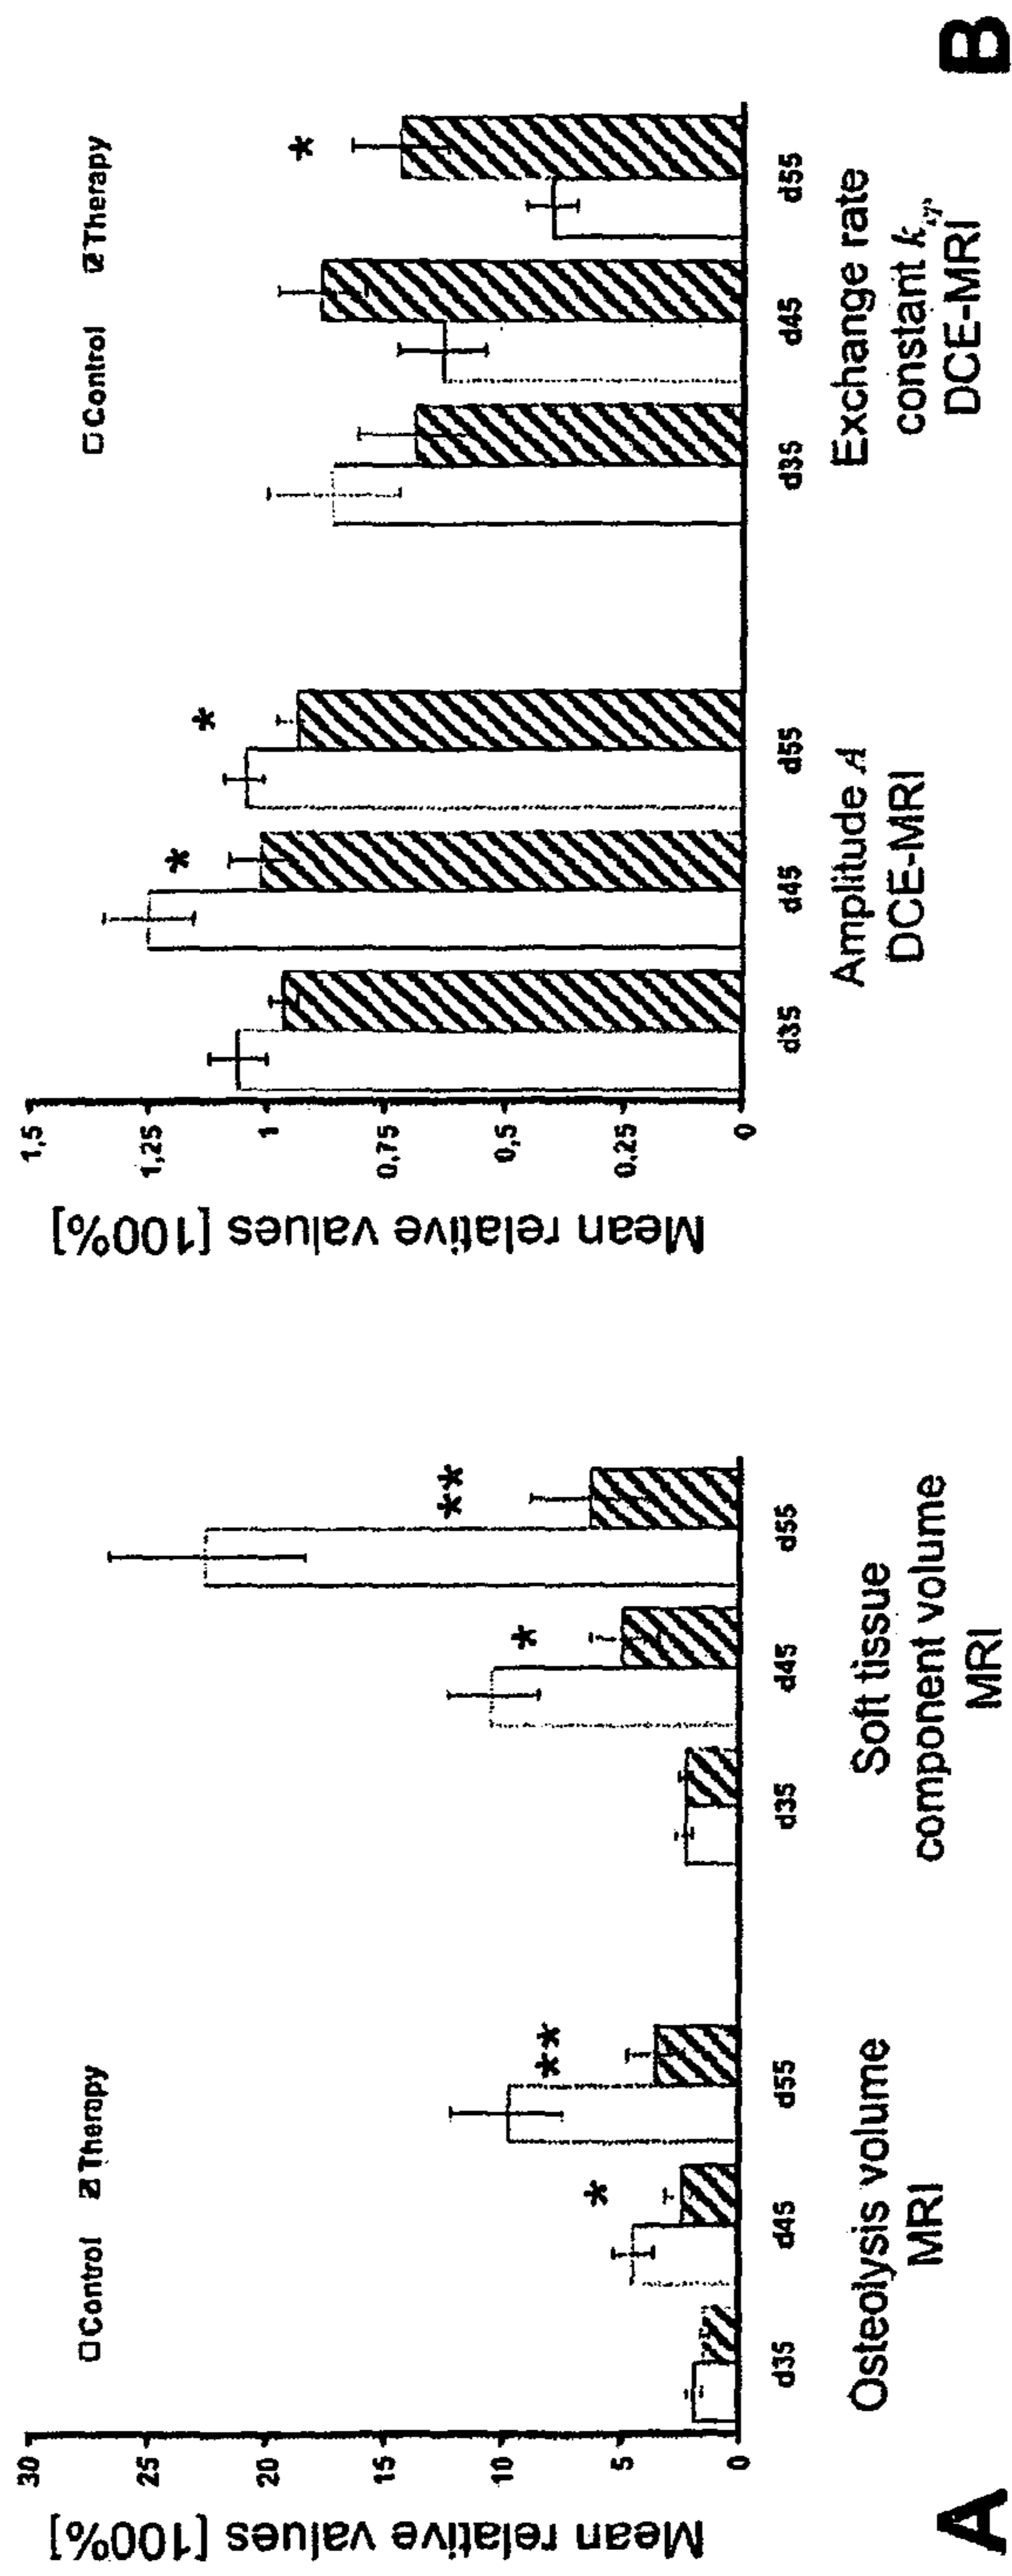 Mean relative values [100%]
30
25
20
15
10
5
0
Control Therapy
* ** * **
d35 d45 d55 d35 d45 d55
Osteolysis volume
MRI
Soft tissue
component volume
MRI
A
Mean relative values [100%]
1,5
1,25
1
0,75
0,5
0,25
0
Control Therapy
* * *
d35 d45 d55 d35 d45 d55
Amplitude A
DCE-MRI
Exchange rate
constant k
DCE-MRI
B